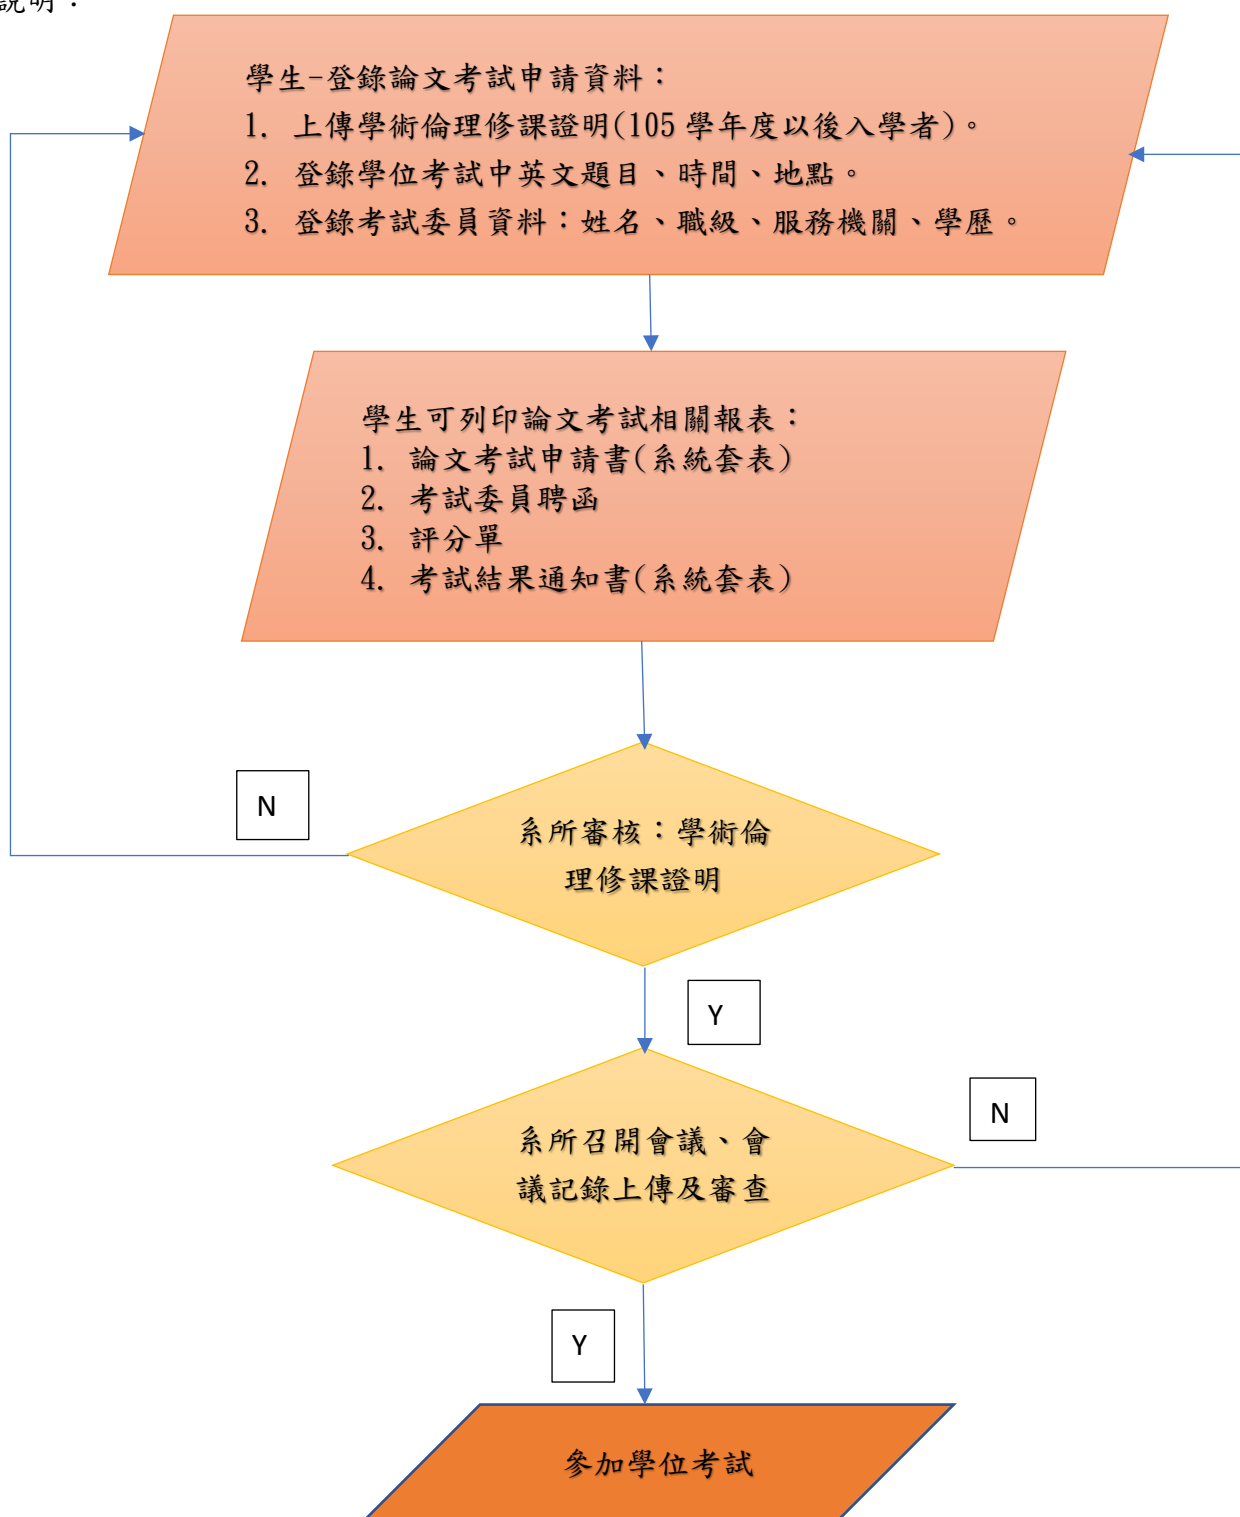 說明：
學生-登錄論文考試申請資料：
1. 上傳學術倫理修課證明(105 學年度以後入學者)。
2. 登錄學位考試中英文題目、時間、地點。
3. 登錄考試委員資料：姓名、職級、服務機關、學歷。
學生可列印論文考試相關報表：
1. 論文考試申請書(系統套表)
2. 考試委員聘函
3. 評分單
4. 考試結果通知書(系統套表)
N
系所審核：學術倫
理修課證明
Y
N
系所召開會議、會
議記錄上傳及審查
Y
參加學位考試